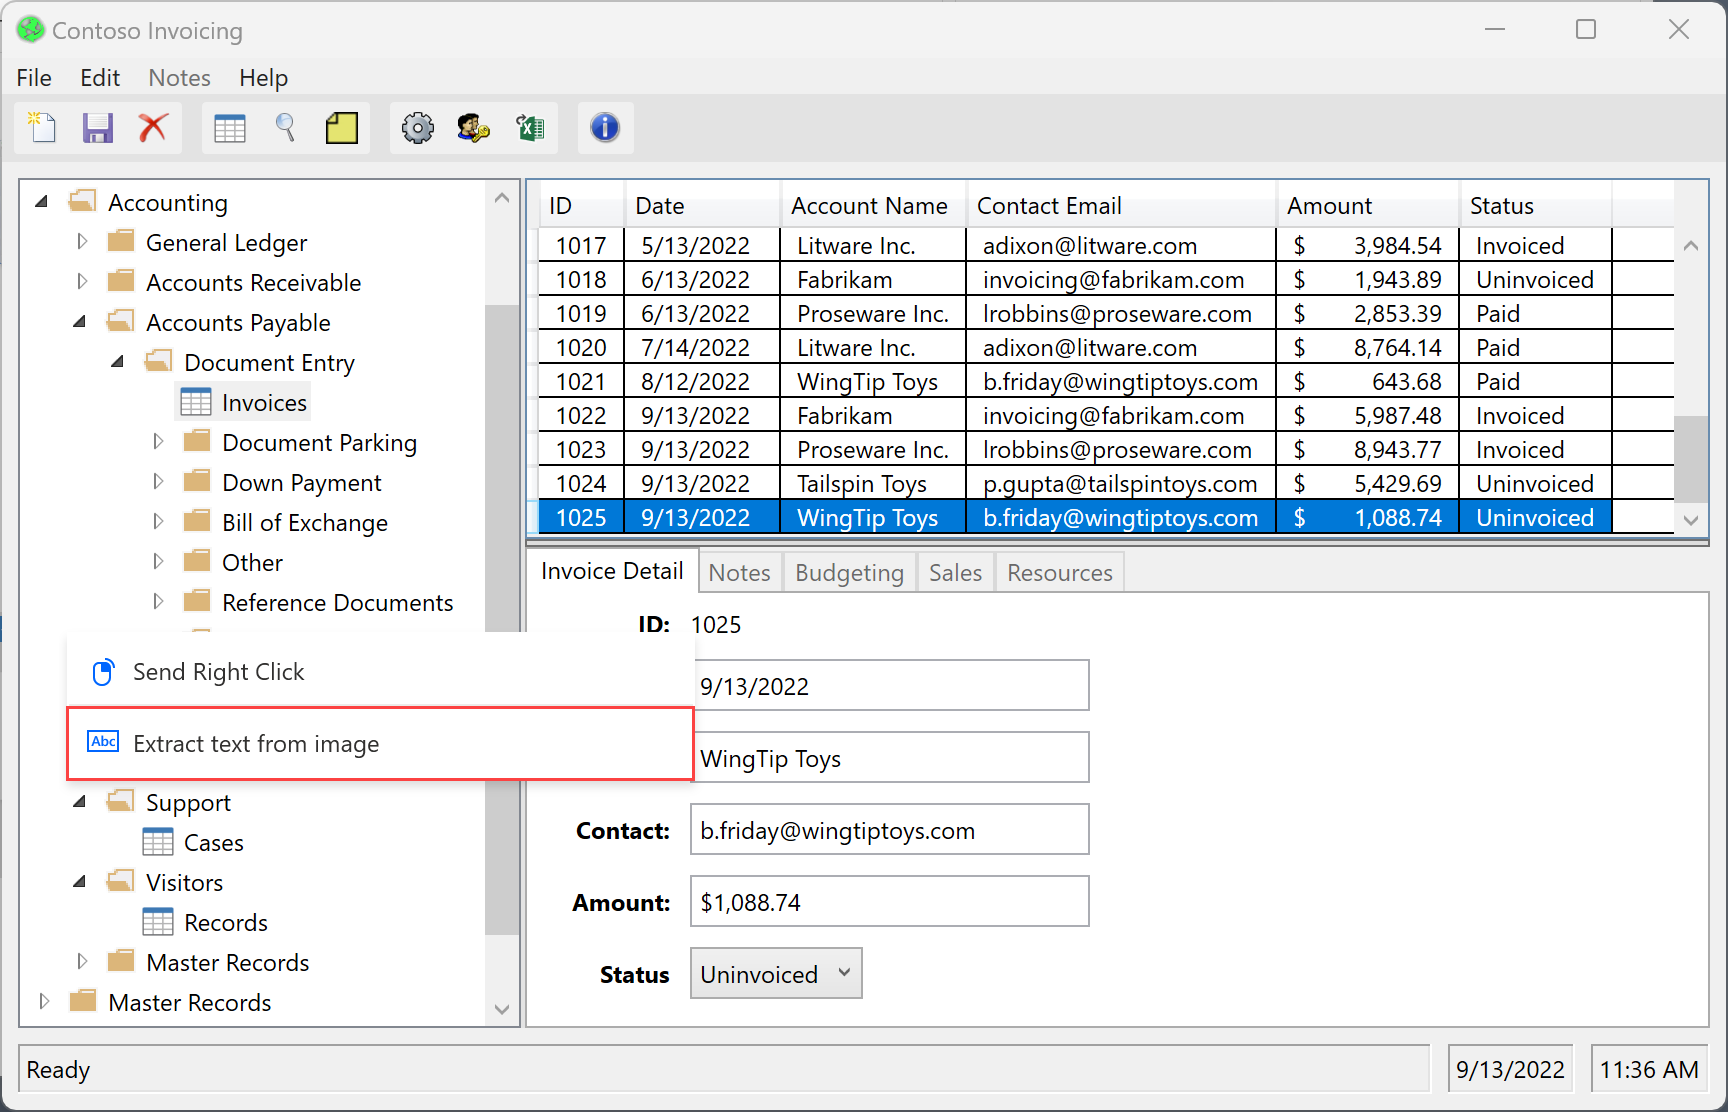 Contoso Invoicing
File Edit Notes Help
Accounting
General Ledger
Accounts Receivable
Accounts Payable
Document Entry
Invoices
Document Parking
Down Payment
Bill of Exchange
Other
Reference Documents
Send Right Click
Abc Extract text from image
Support
Cases
Visitors
Records
Master Records
Master Records
ID Date Account Name Contact Email Amount Status
1017 5/13/2022 Litware Inc. adixon@litware.com $ 3,984.54 Invoiced
1018 6/13/2022 Fabrikam invoicing@fabrikam.com $ 1,943.89 Uninvoiced
1019 6/13/2022 Proseware Inc. lrobbins@proseware.com $ 2,853.39 Paid
1020 7/14/2022 Litware Inc. adixon@litware.com $ 8,764.14 Paid
1021 8/12/2022 WingTip Toys b.friday@wingtiptoys.com $ 643.68 Paid
1022 9/13/2022 Fabrikam invoicing@fabrikam.com $ 5,987.48 Invoiced
1023 9/13/2022 Proseware Inc. lrobbins@proseware.com $ 8,943.77 Invoiced
1024 9/13/2022 Tailspin Toys p.gupta@tailspintoys.com $ 5,429.69 Uninvoiced
1025 9/13/2022 WingTip Toys b.friday@wingtiptoys.com $ 1,088.74 Uninvoiced
Invoice Detail Notes Budgeting Sales Resources
ID: 1025
9/13/2022
WingTip Toys
Contact: b.friday@wingtiptoys.com
Amount: $1,088.74
Status Uninvoiced
Ready 9/13/2022 11:36 AM